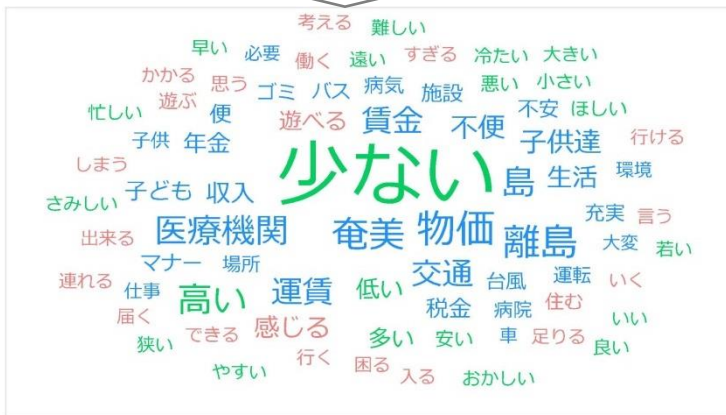 考える 難しい
早い 必要 働く 遠い すぎる 冷たい 大きい
かかる 思う ゴミ バス 病気 施設 悪い 小さい
忙しい 遊ぶ 便 遊べる 賃金 不便 不安 ほしい
子供 年金 子供達 行ける
しまう 少ない 島 生活 環境
さみしい 子ども 収入 充実 言う
出来る 医療機関 奄美 物価 離島 大変 若い
マナー 場所 交通 台風 運転 いく
連れる 仕事 高い 運賃 低い 税金 病院 住む
届く できる 感じる 多い 安い 車 足りる いい
狭い 行く 困る 良い
やすい 入る おかしい